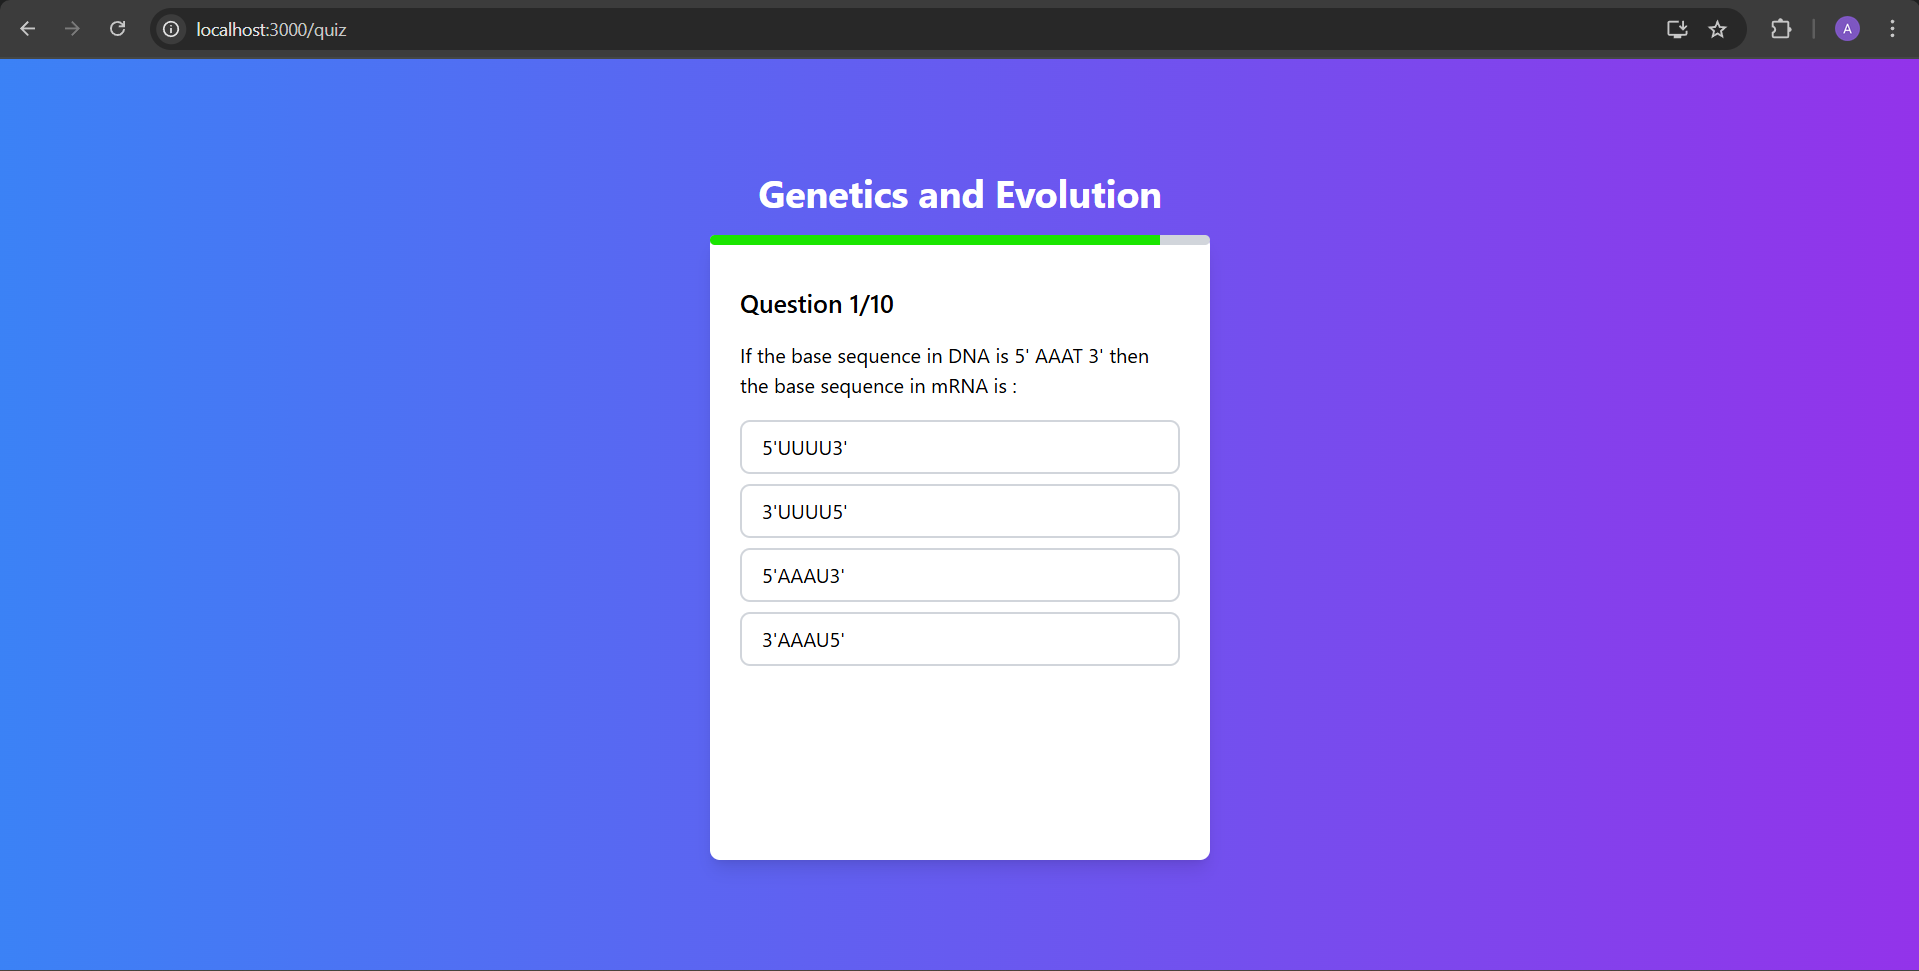 localhost:3000/quiz
A
Genetics and Evolution
Question 1/10
If the base sequence in DNA is 5' AAAT 3' then
the base sequence in mRNA is :
5'UUUU3'
3'UUUU5'
5'AAAU3'
3'AAAU5'